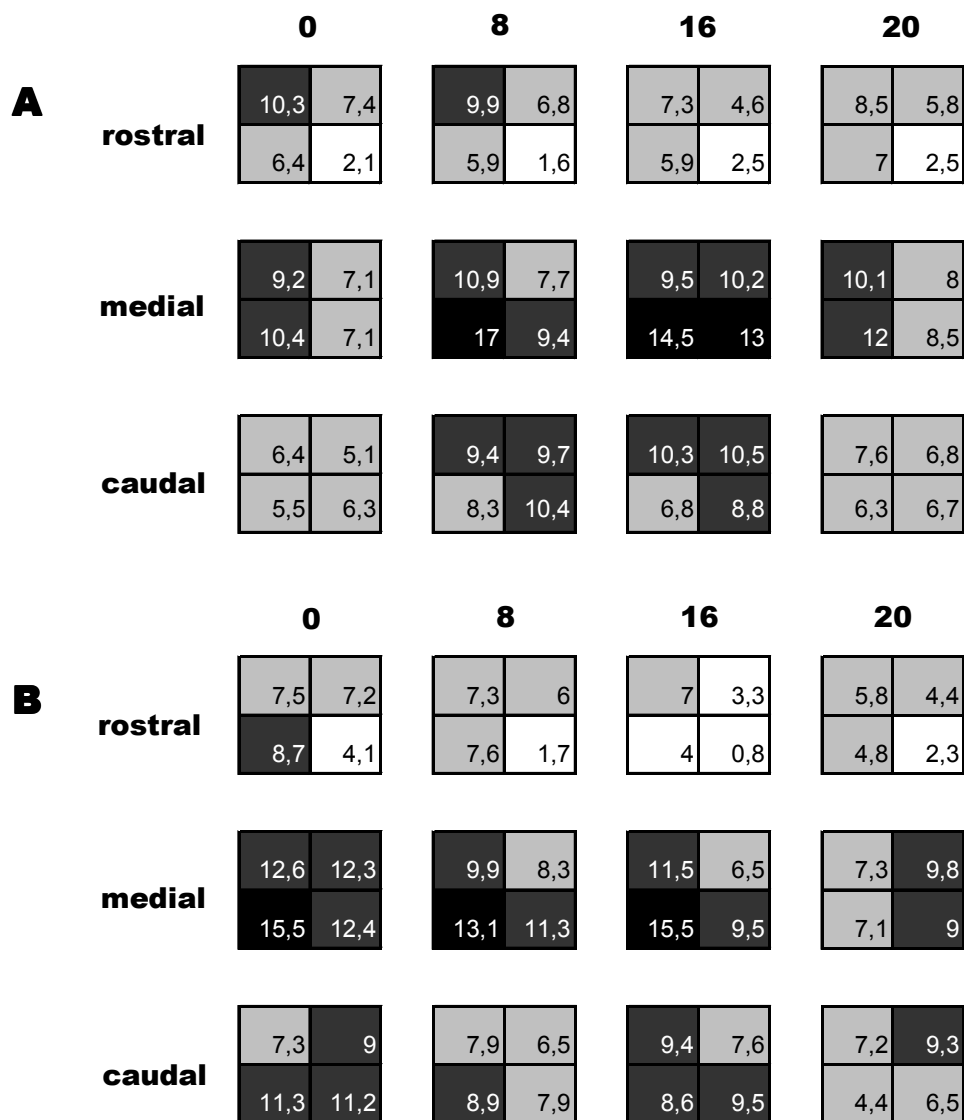 0 8 16 20
A
10,3 7,4 9,9 6,8 7,3 4,6 8,5 5,8
rostral
6,4 2,1 5,9 1,6 5,9 2,5 7 2,5
9,2 7,1 10,9 7,7 9,5 10,2 10,1 8
medial
10,4 7,1 17 9,4 14,5 13 12 8,5
6,4 5,1 9,4 9,7 10,3 10,5 7,6 6,8
caudal
5,5 6,3 8,3 10,4 6,8 8,8 6,3 6,7
0 8 16 20
B
7,5 7,2 7,3 6 7 3,3 5,8 4,4
rostral
8,7 4,1 7,6 1,7 4 0,8 4,8 2,3
12,6 12,3 9,9 8,3 11,5 6,5 7,3 9,8
medial
15,5 12,4 13,1 11,3 15,5 9,5 7,1 9
7,3 9 7,9 6,5 9,4 7,6 7,2 9,3
caudal
11,3 11,2 8,9 7,9 8,6 9,5 4,4 6,5